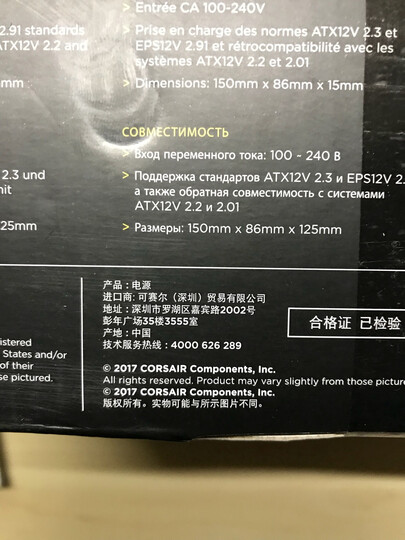 > Entrée CA 100-240V
2.91 standards
ATX12V 2.2 and
> Prise en charge des normes ATX12V 2.3 et
EPS12V 2.91 et rétrocompatibilité avec les
systèmes ATX12V 2.2 et 2.01
> Dimensions: 150mm x 86mm x 15mm
СОВМЕСТИМОСТЬ
> Вход переменного тока: 100 - 240 В
2.3 und
> Поддержка стандартов ATX12V 2.3 и EPS12V 2.
а также обратная совместимость с системами
ATX12V 2.2 и 2.01
25mm
> Размеры: 150mm x 86mm x 125mm
产品：电源
进口商: 可赛尔（深圳）贸易有限公司
地址：深圳市罗湖区嘉宾路2002号
彭年广场35楼3555室
产地：中国
技术服务热线：4000 626 289
合格证 已检验
States and/or
of their
se pictured.
© 2017 CORSAIR Components, Inc.
All rights reserved. Product may vary slightly from those picture
© 2017 CORSAIR Components, Inc.
版权所有。实物可能与所示图片不同。